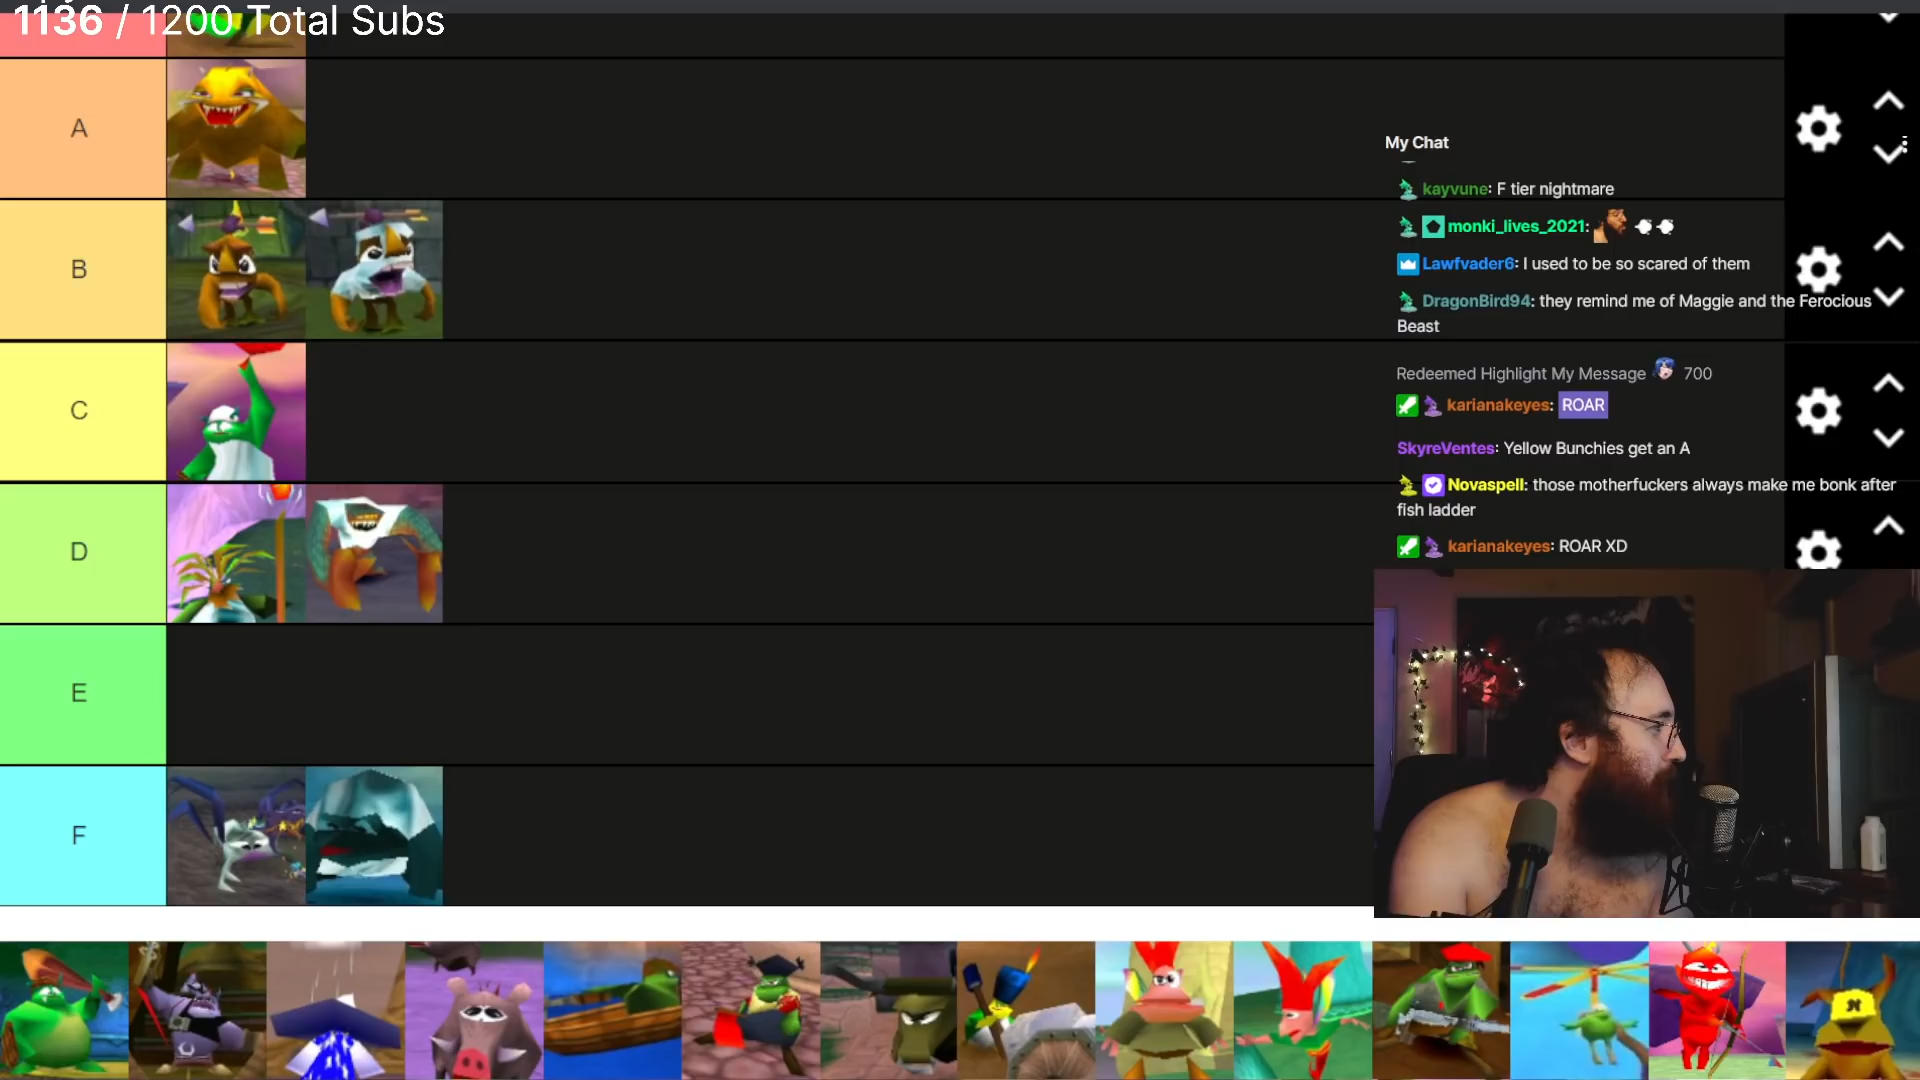 1136 / 1200 Total Subs
A
My Chat
kayvune: F tier nightmare
monki_lives_2021:
B
Lawfvader6: I used to be so scared of them
DragonBird94: they remind me of Maggie and the Ferocious
Beast
Redeemed Highlight My Message 700
C
karianakeyes: ROAR
SkyreVentes: Yellow Bunchies get an A
Novaspell: those motherfuckers always make me bonk after
fish ladder
D
karianakeyes: ROAR XD
E
F